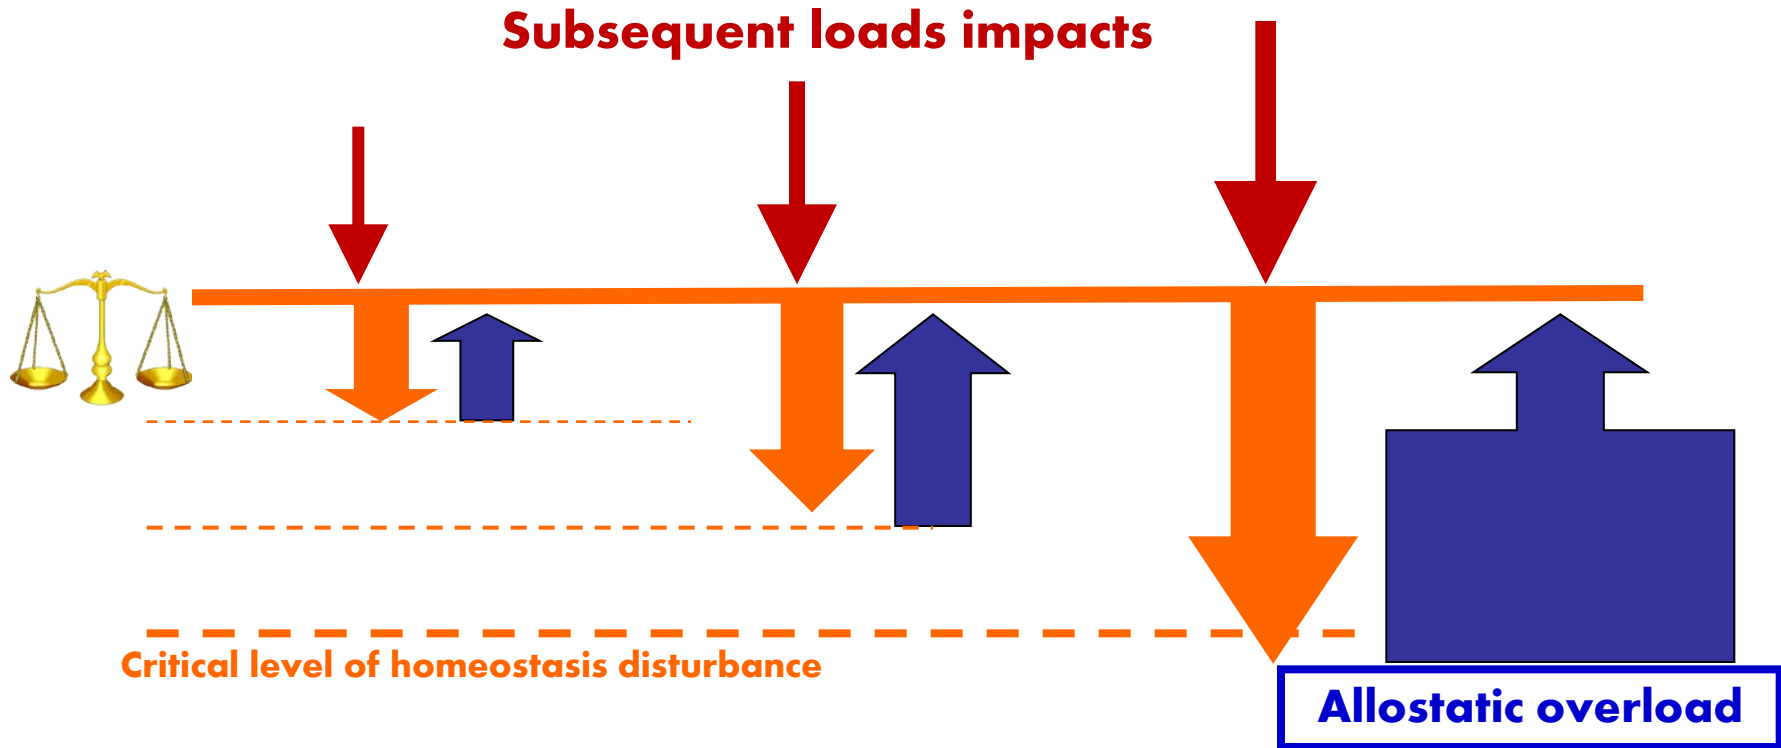 Subsequent loads impacts
Critical level of homeostasis disturbance
Allostatic overload